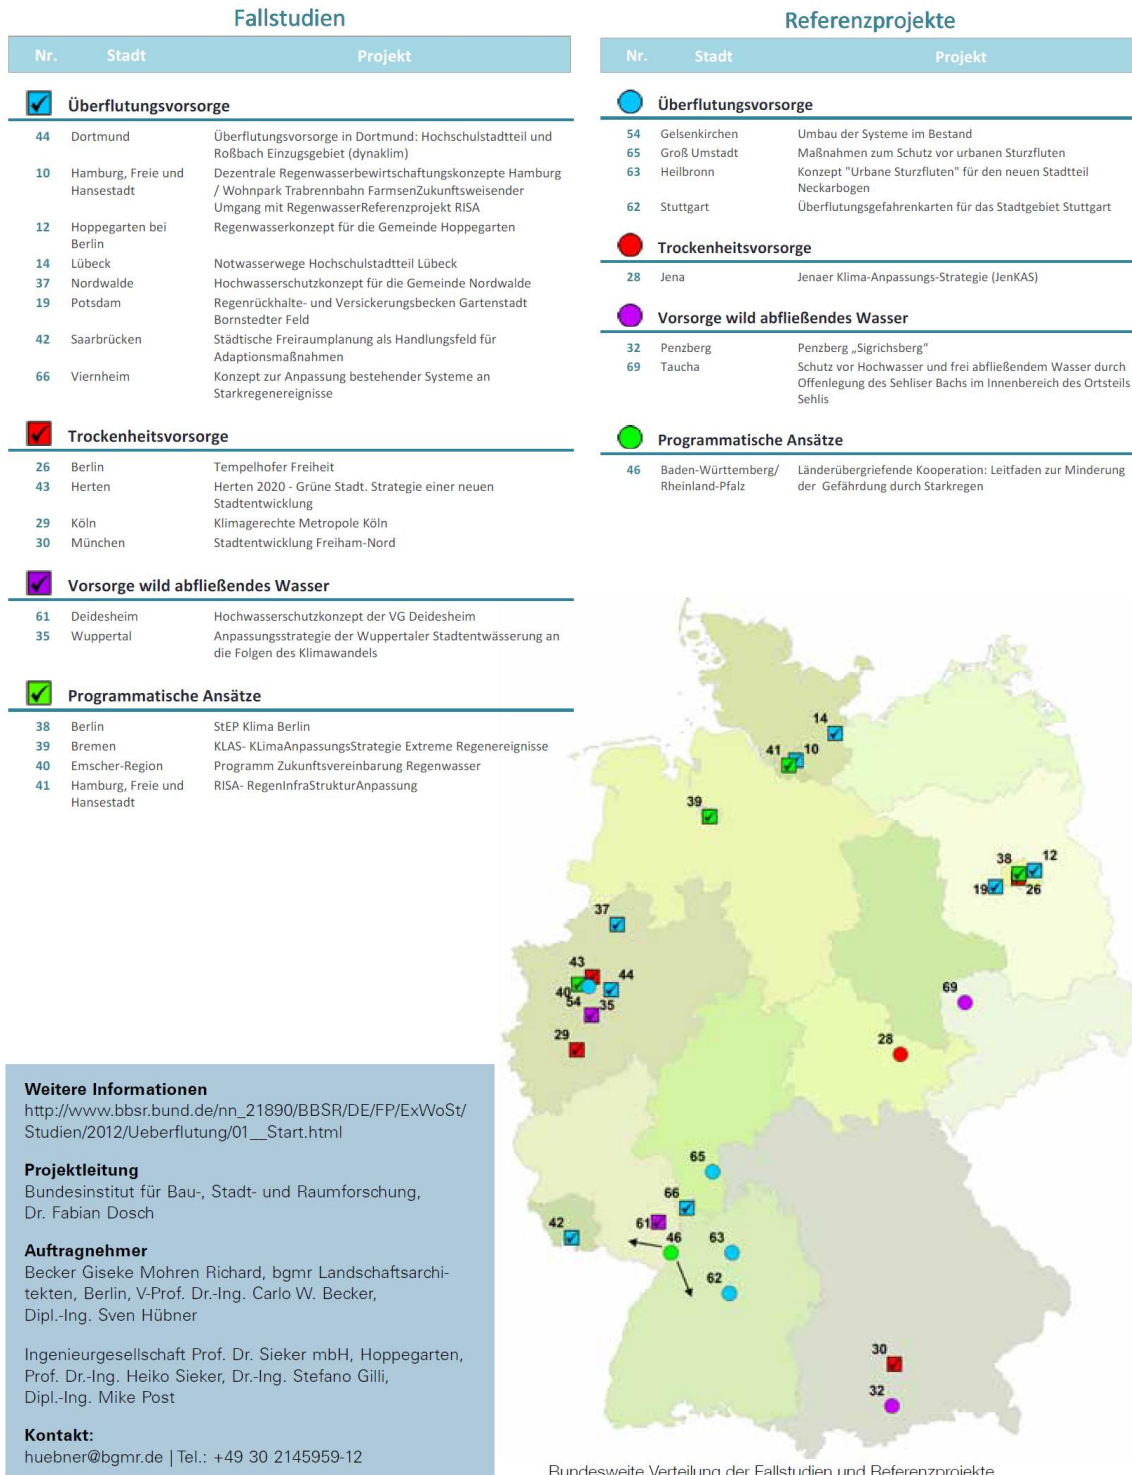 Fallstudien
Nr. Stadt Projekt
Überflutungsvorsorge
44 Dortmund Überflutungsvorsorge in Dortmund: Hochschulstadtteil und
Roßbach Einzugsgebiet (dynaklim)
10 Hamburg, Freie und Dezentrale Regenwasserbewirtschaftungskonzepte Hamburg
Hansestadt / Wohnpark Trabrennbahn FarmsenZukunftsweisender
Umgang mit RegenwasserReferenzprojekt RISA
12 Hoppegarten bei Regenwasserkonzept für die Gemeinde Hoppegarten
Berlin
14 Lübeck Notwasserwege Hochschulstadtteil Lübeck
37 Nordwalde Hochwasserschutzkonzept für die Gemeinde Nordwalde
19 Potsdam Regenrückhalte- und Versickerungsbecken Gartenstadt
Bornstedter Feld
42 Saarbrücken Städtische Freiraumplanung als Handlungsfeld für
Adaptionsmaßnahmen
66 Viernheim Konzept zur Anpassung bestehender Systeme an
Starkregenereignisse
Trockenheitsvorsorge
26 Berlin Tempelhofer Freiheit
43 Herten Herten 2020 - Grüne Stadt. Strategie einer neuen
Stadtentwicklung
29 Köln Klimagerechte Metropole Köln
30 München Stadtentwicklung Freiham-Nord
Vorsorge wild abfließendes Wasser
61 Deidesheim Hochwasserschutzkonzept der VG Deidesheim
35 Wuppertal Anpassungsstrategie der Wuppertaler Stadtentwässerung an
die Folgen des Klimawandels
Programmatische Ansätze
38 Berlin StEP Klima Berlin
39 Bremen KLAS- KLimaAnpassungsStrategie Extreme Regenereignisse
40 Emscher-Region Programm Zukunftsvereinbarung Regenwasser
41 Hamburg, Freie und RISA- RegenInfraStrukturAnpassung
Hansestadt
Referenzprojekte
Nr. Stadt Projekt
Überflutungsvorsorge
54 Gelsenkirchen Umbau der Systeme im Bestand
65 Groß Umstadt Maßnahmen zum Schutz vor urbanen Sturzfluten
63 Heilbronn Konzept "Urbane Sturzfluten" für den neuen Stadtteil
Neckarbogen
62 Stuttgart Überflutungsgefahrenkarten für das Stadtgebiet Stuttgart
Trockenheitsvorsorge
28 Jena Jenaer Klima-Anpassungs-Strategie (JenKAS)
Vorsorge wild abfließendes Wasser
32 Penzberg Penzberg „Sigrichsberg“
69 Taucha Schutz vor Hochwasser und frei abfließendem Wasser durch
Offenlegung des Sehliser Bachs im Innenbereich des Ortsteils
Sehlis
Programmatische Ansätze
46 Baden-Württemberg/ Länderübergriefende Kooperation: Leitfaden zur Minderung
Rheinland-Pfalz der Gefährdung durch Starkregen
14
41 10
39
38 12
19 26
37
43 44
40
54 35
69
29
28
65
66
42 61
46 63
62
30
32
Weitere Informationen
http://www.bbsr.bund.de/nn_21890/BBSR/DE/FP/ExWoSt/
Studien/2012/Ueberflutung/01__Start.html
Projektleitung
Bundesinstitut für Bau-, Stadt- und Raumforschung,
Dr. Fabian Dosch
Auftragnehmer
Becker Giseke Mohren Richard, bgmr Landschaftsarchi-
tekten, Berlin, V-Prof. Dr.-Ing. Carlo W. Becker,
Dipl.-Ing. Sven Hübner
Ingenieurgesellschaft Prof. Dr. Sieker mbH, Hoppegarten,
Prof. Dr.-Ing. Heiko Sieker, Dr.-Ing. Stefano Gilli,
Dipl.-Ing. Mike Post
Kontakt:
huebner@bgmr.de | Tel.: +49 30 2145959-12
Bundesweite Verteilung der Fallstudien und Referenzprojekte